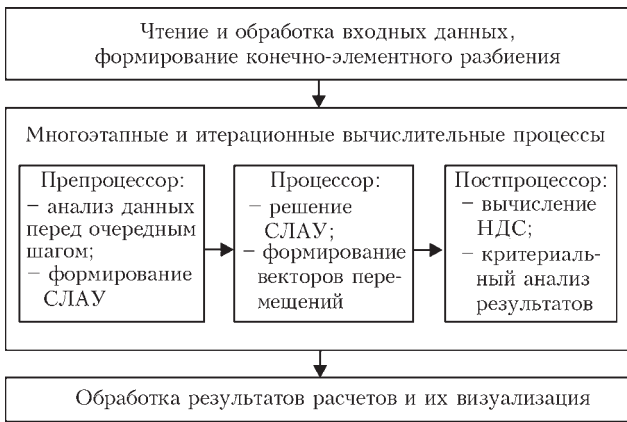 Чтение и обработка входных данных,
формирование конечно-элементного разбиения
Многоэтапные и итерационные вычислительные процессы
Препроцессор:
– анализ данных
перед очередным
шагом;
– формирование
СЛАУ
Процессор:
– решение
СЛАУ;
– формирование
векторов пере-
мещений
Постпроцессор:
– вычисление
НДС;
– критериаль-
ный анализ
результатов
Обработка результатов расчетов и их визуализация